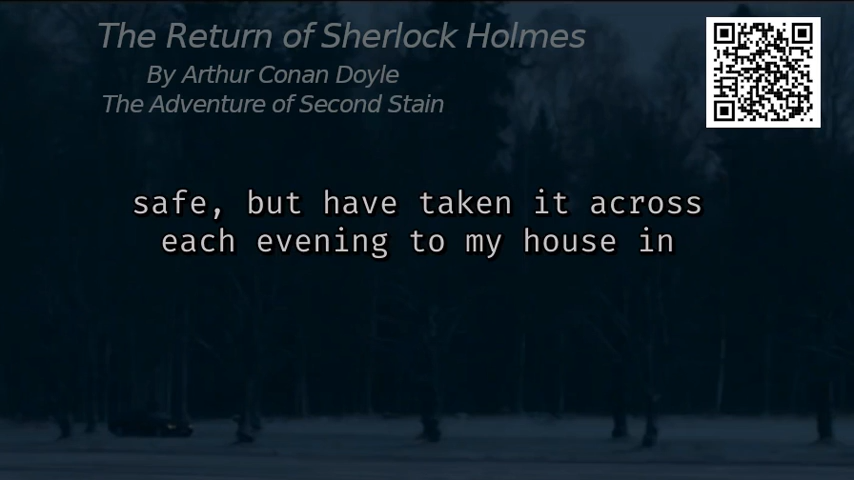 The Return of Sherlock Holmes
By Arthur Conan Doyle
The Adventure of Second Stain
safe, but have taken it across
each evening to my house in